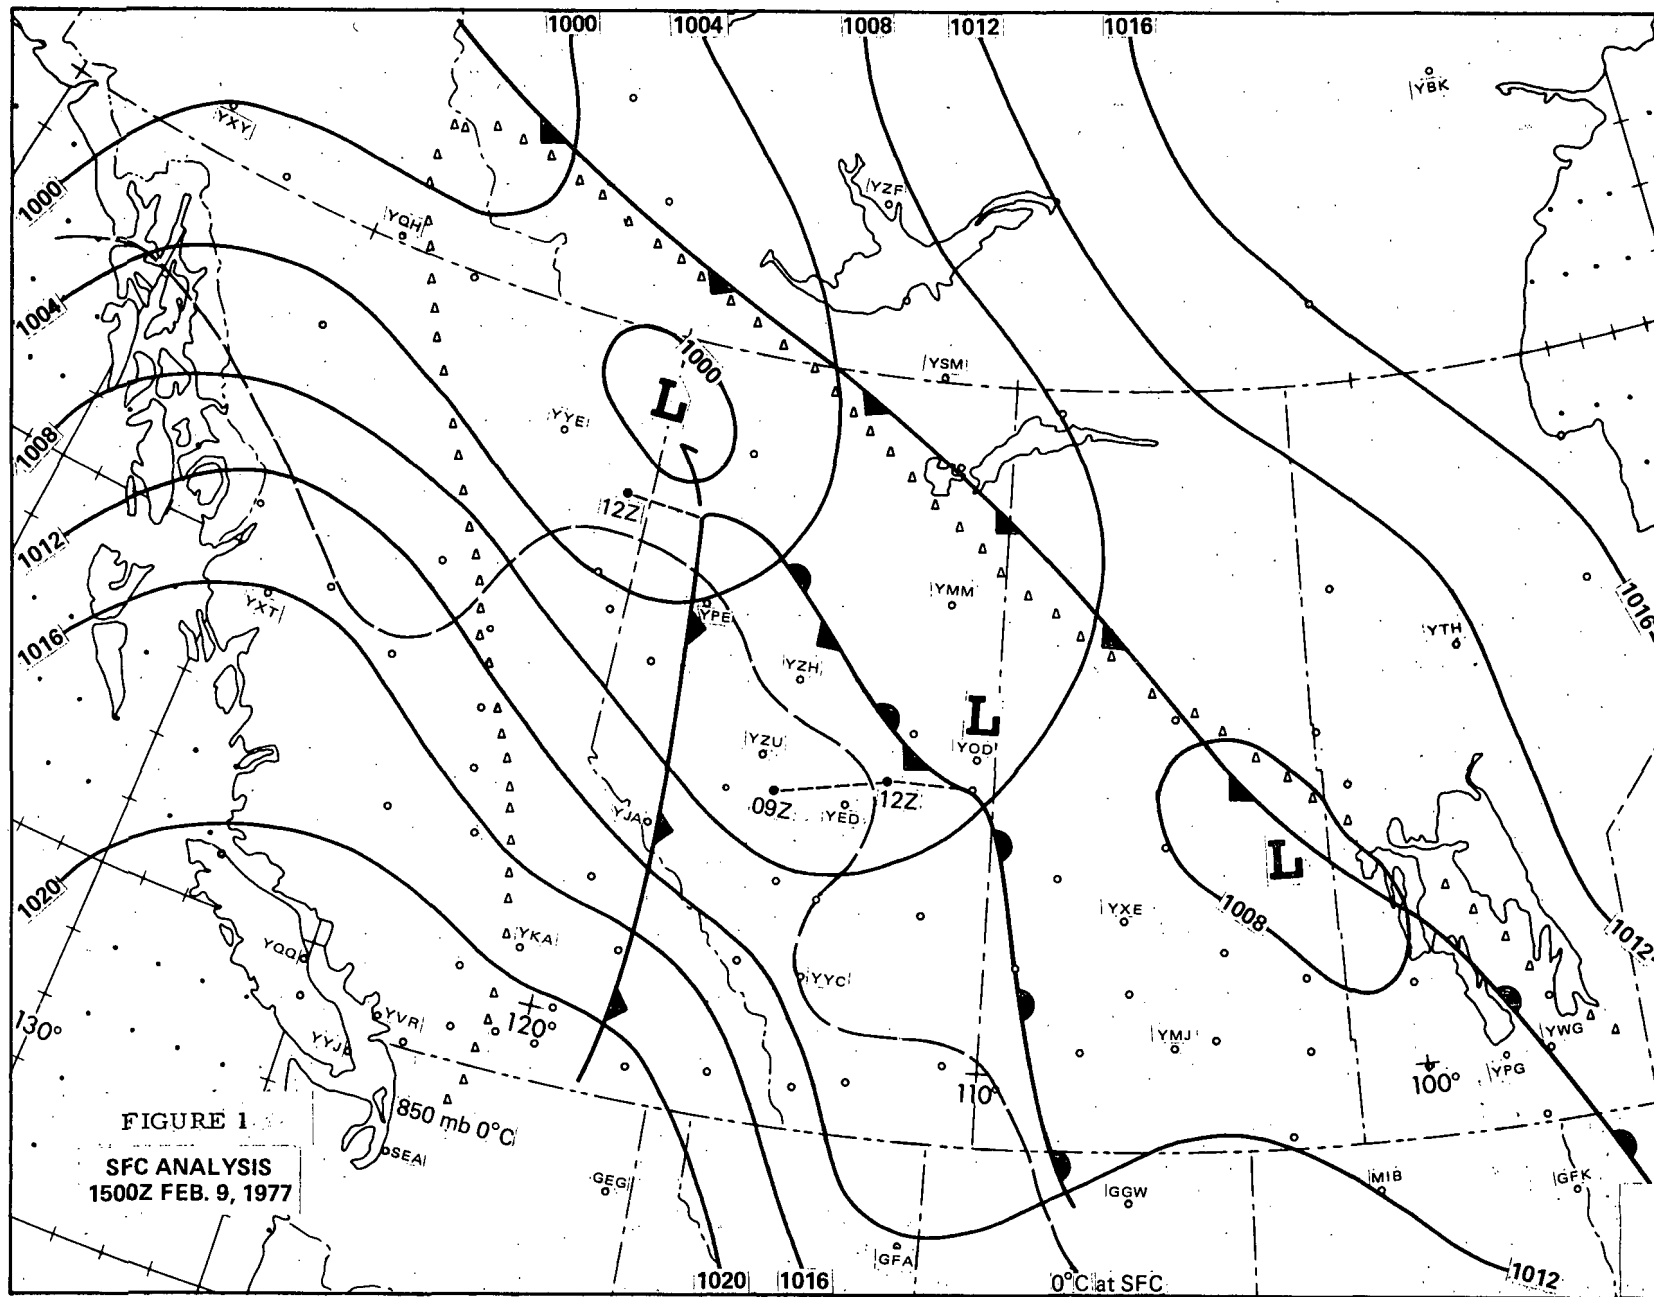 1000
1004
1008
1012
1016
YBK
YXY
YZF
1000
YQH
1004
1000
L
YSM
YYE
1008
12Z
1012
YMM
1016
YXT
YPE
YTH
1016
YZH
L
YZU
YOD
09Z
12Z
YJA
YED
L
1020
1008
YXE
YKA
1012
YQQ
YYC
130°
YVR
120°
YWG
YYJ
YMJ
YPG
110°
100°
850 mb 0°C
FIGURE 1
SEA
SFC ANALYSIS
1500Z FEB. 9, 1977
GEG
GGW
MIB
GFK
GFA
1020
1016
0°C at SFC
1012